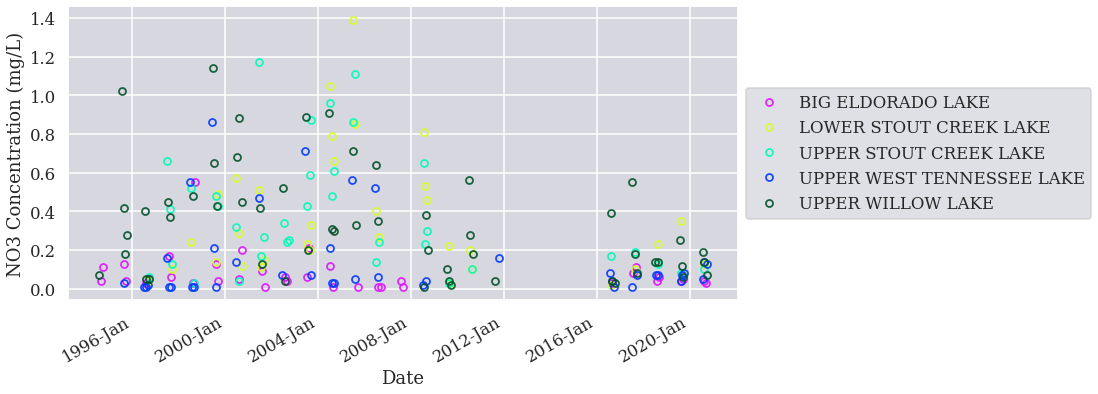 NO3 Concentration (mg/L)
1.4
1.2
1.0
0.8
0.6
0.4
0.2
0.0
1996-Jan
2000-Jan
2004-Jan
2008-Jan
2012-Jan
2016-Jan
2020-Jan
Date
BIG ELDORADO LAKE
LOWER STOUT CREEK LAKE
UPPER STOUT CREEK LAKE
UPPER WEST TENNESSEE LAKE
UPPER WILLOW LAKE